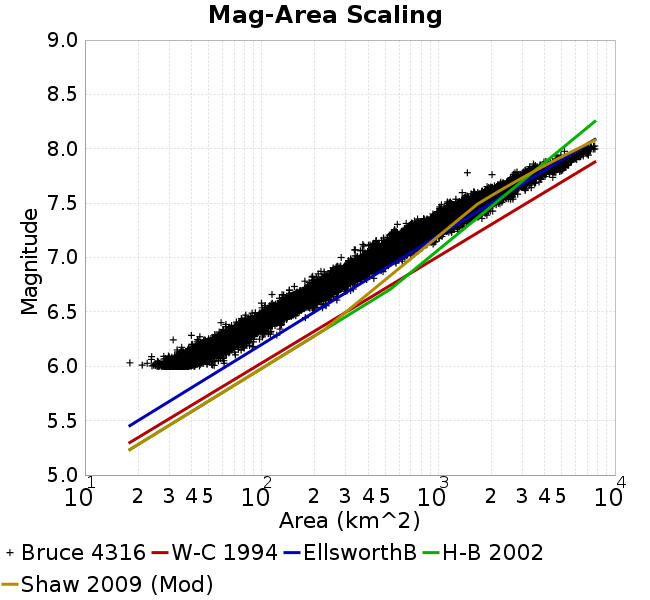 Mag-Area Scaling
9.0
8.5
8.0
7.5
7.0
6.5
6.0
5.5
5.0
Magnitude
10^1 2 3 4 5 10^2 2 3 4 5 10^3 2 3 4 5 10^4
Area (km^2)
Bruce 4316 W-C 1994 EllsworthB H-B 2002
Shaw 2009 (Mod)